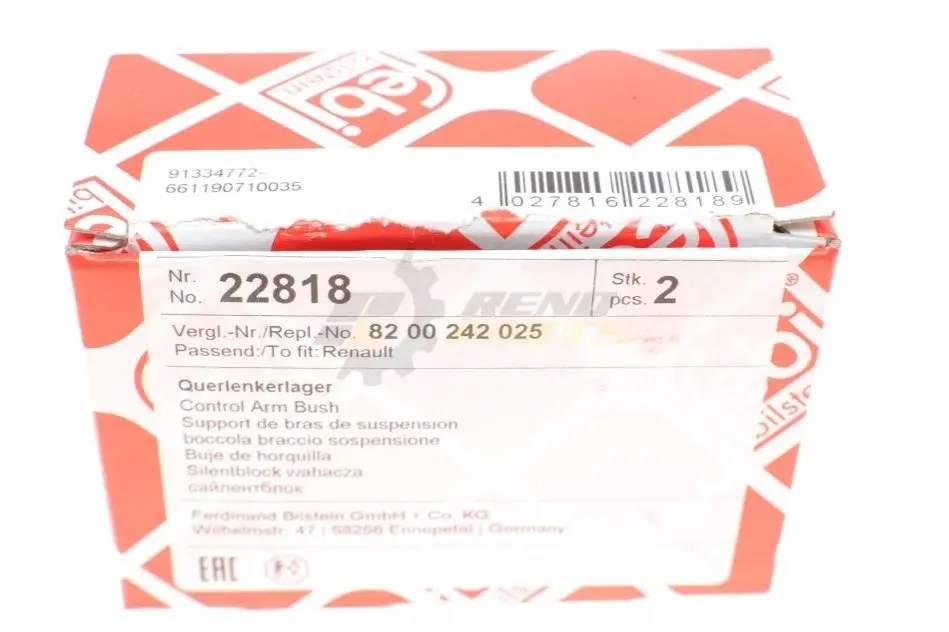 febi
bilstein
91334772-
661190710035
4 027816 228189
Nr.
No. 22818
Stk.
pcs. 2
Vergl.-Nr./Repl.-No. 82 00 242 025
Passend:/To fit: Renault
Querlenkerlager
Control Arm Bush
Support de bras de suspension
boccola braccio sospensione
Buje de horquilla
Silentblock wahacza
сайлентблок
Ferdinand Bilstein GmbH + Co. KG
Wilhelmstr. 47 | 58256 Ennepetal | Germany
EAC